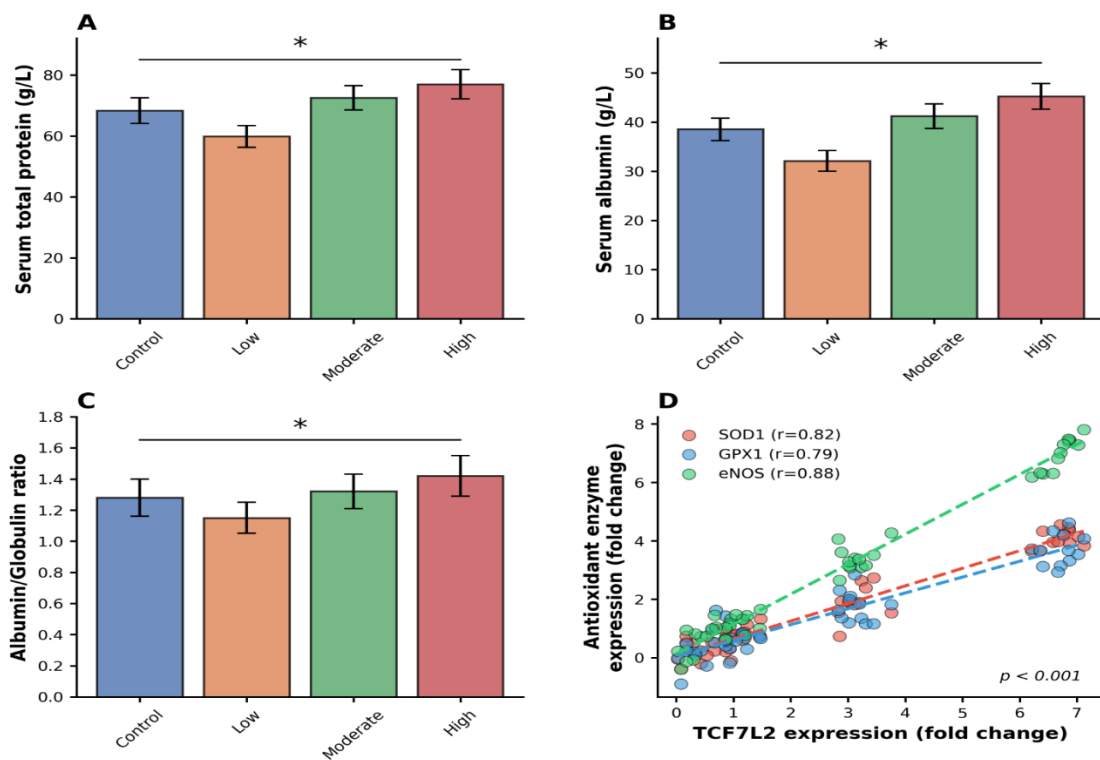 A
Serum total protein (g/L)
80
60
40
20
0
*
Control
Low
Moderate
High
B
Serum albumin (g/L)
50
40
30
20
10
0
*
Control
Low
Moderate
High
C
Albumin/Globulin ratio
1.8
1.6
1.4
1.2
1.0
0.8
0.6
0.4
0.2
0.0
*
Control
Low
Moderate
High
D
Antioxidant enzyme
expression (fold change)
8
6
4
2
0
SOD1 (r=0.82)
GPX1 (r=0.79)
eNOS (r=0.88)
p < 0.001
0 1 2 3 4 5 6 7
TCF7L2 expression (fold change)